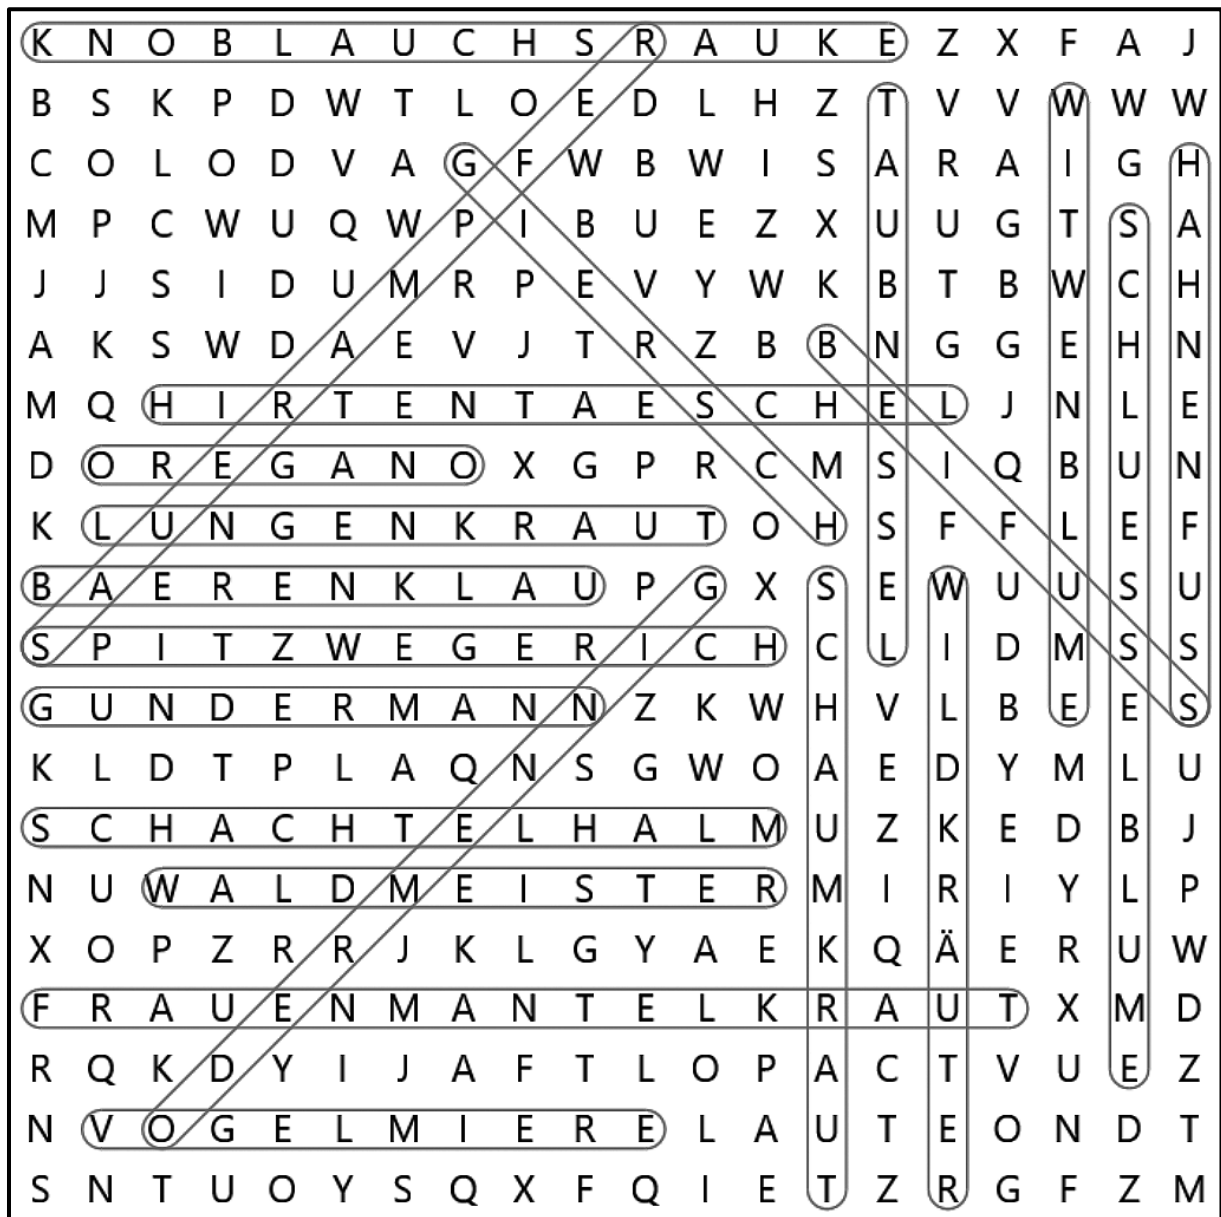 K N O B L A U C H S R A U K E Z X F A J
B S K P D W T L O E D L H Z T V V W W W
C O L O D V A G F W B W I S A R A I G H
M P C W U Q W P I B U E Z X U U G T S A
J J S I D U M R P E V Y W K B T B W C H
A K S W D A E V J T R Z B B N G G E H N
M Q H I R T E N T A E S C H E L J N L E
D O R E G A N O X G P R C M S I Q B U N
K L U N G E N K R A U T O H S F F L E F
B A E R E N K L A U P G X S E W U U S U
S P I T Z W E G E R I C H C L I D M S S
G U N D E R M A N N Z K W H V L B E E S
K L D T P L A Q N S G W O A E D Y M L U
S C H A C H T E L H A L M U Z K E D B J
N U W A L D M E I S T E R M I R I Y L P
X O P Z R R J K L G Y A E K Q Ä E R U W
F R A U E N M A N T E L K R A U T X M D
R Q K D Y I J A F T L O P A C T V U E Z
N V O G E L M I E R E L A U T E O N D T
S N T U O Y S Q X F Q I E T Z R G F Z M